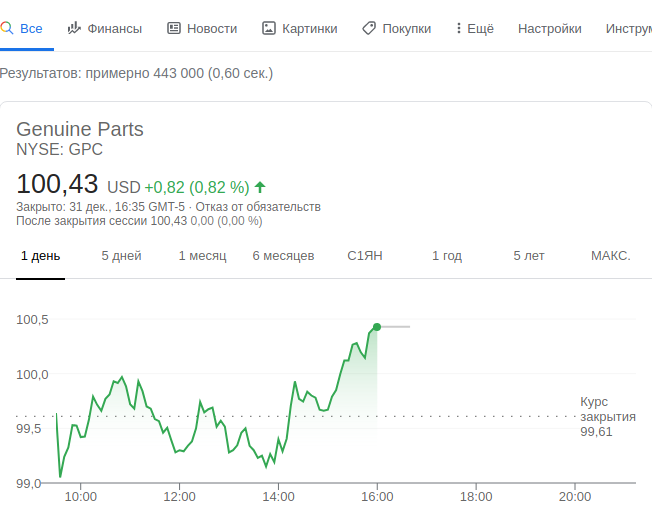 Все Финансы Новости Картинки Покупки Ещё Настройки
Результатов: примерно 443 000 (0,60 сек.)
Genuine Parts
NYSE: GPC
100,43 USD +0,82 (0,82 %)
Закрыто: 31 дек., 16:35 GMT-5 · Отказ от обязательств
После закрытия сессии 100,43 0,00 (0,00 %)
1 день 5 дней 1 месяц 6 месяцев С1ЯН 1 год 5 лет МАКС.
100,5
100,0
99,5
99,0
Курс
закрытия
99,61
10:00 12:00 14:00 16:00 18:00 20:00